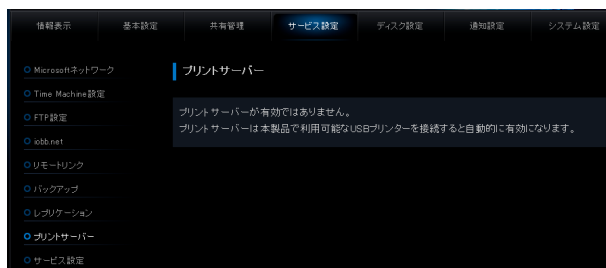 情報表示
基本設定
共有管理
サービス設定
ディスク設定
通知設定
システム設定
Microsoftネットワーク
Time Machine設定
FTP設定
iobb.net
リモートリンク
バックアップ
レプリケーション
プリントサーバー
サービス設定
プリントサーバー
プリントサーバーが有効ではありません。
プリントサーバーは本製品で利用可能なUSBプリンターを接続すると自動的に有効になります。